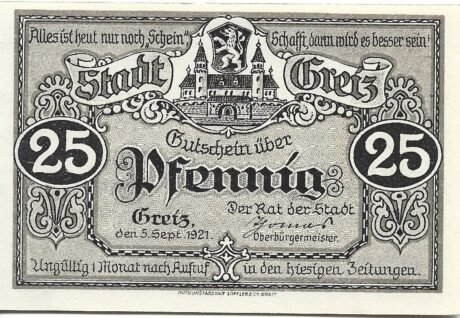 Alles ist heut nur noch „Schein“ Schafft, dann wird es besser sein!
Stadt Greiz
25 25
Gutschein über
Pfennig
Greiz, Der Rat der Stadt
den 5. Sept. 1921.
Oberbürgermeister.
Ungültig 1 Monat nach Aufruf in den hiesigen Zeitungen.